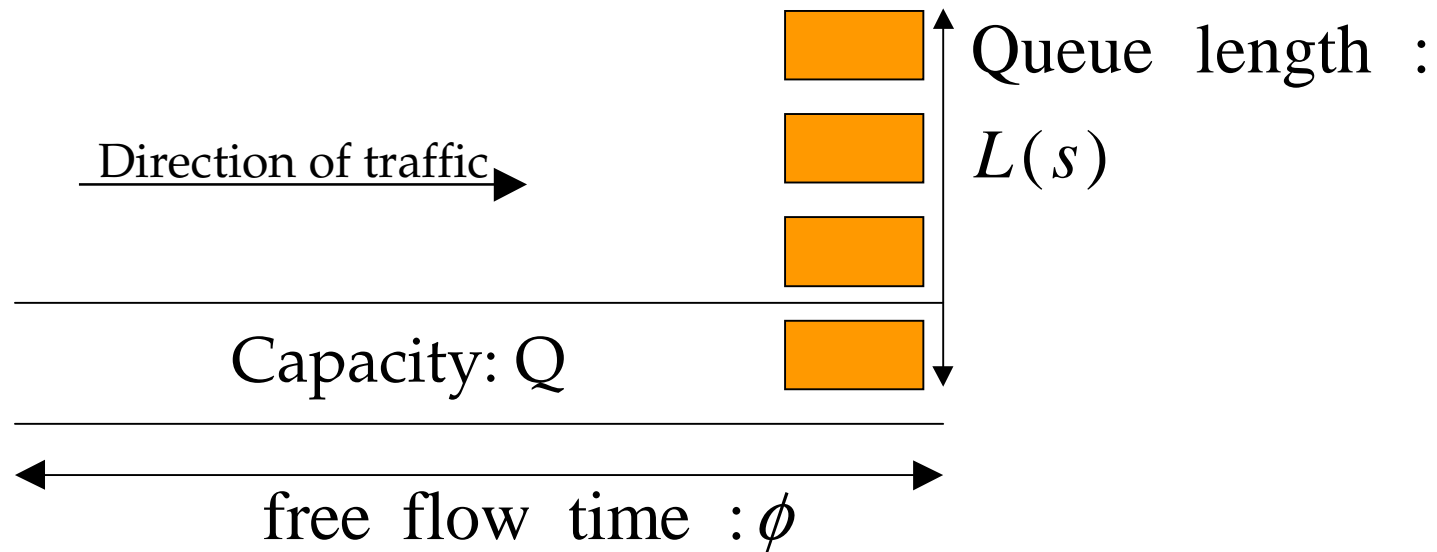 Queue length :
L(s)
Direction of traffic
Capacity: Q
free flow time : ϕ